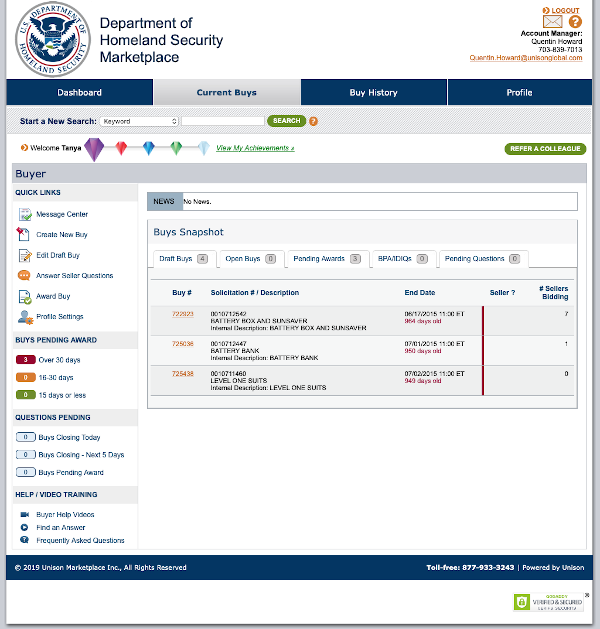 U.S. DEPARTMENT OF HOMELAND SECURITY
Department of
Homeland Security
Marketplace
LOGOUT
?
Account Manager:
Quentin Howard
703-839-7013
Quentin.Howard@unisonglobal.com
Dashboard
Current Buys
Buy History
Profile
Start a New Search:
Keyword
SEARCH
?
Welcome Tanya
View My Achievements »
REFER A COLLEAGUE
Buyer
QUICK LINKS
Message Center
Create New Buy
Edit Draft Buy
Answer Seller Questions
Award Buy
Profile Settings
BUYS PENDING AWARD
3 Over 30 days
0 16-30 days
0 15 days or less
QUESTIONS PENDING
0 Buys Closing Today
0 Buys Closing - Next 5 Days
0 Buys Pending Award
HELP / VIDEO TRAINING
Buyer Help Videos
Find an Answer
? Frequently Asked Questions
NEWS
No News.
Buys Snapshot
Draft Buys 4
Open Buys 0
Pending Awards 3
BPA/IDIQs 0
Pending Questions 0
Buy # Solicitation # / Description End Date Seller ? # Sellers
Bidding
722923 0010712542 06/17/2015 11:00 ET 7
BATTERY BOX AND SUNSAVER 964 days old
Internal Description: BATTERY BOX AND SUNSAVER
725036 0010712447 07/01/2015 11:00 ET 1
BATTERY BANK 950 days old
Internal Description: BATTERY BANK
725438 0010711460 07/02/2015 11:00 ET 0
LEVEL ONE SUITS 949 days old
Internal Description: LEVEL ONE SUITS
© 2019 Unison Marketplace Inc., All Rights Reserved
Toll-free: 877-933-3243 | Powered by Unison
GODADDY
VERIFIED & SECURED